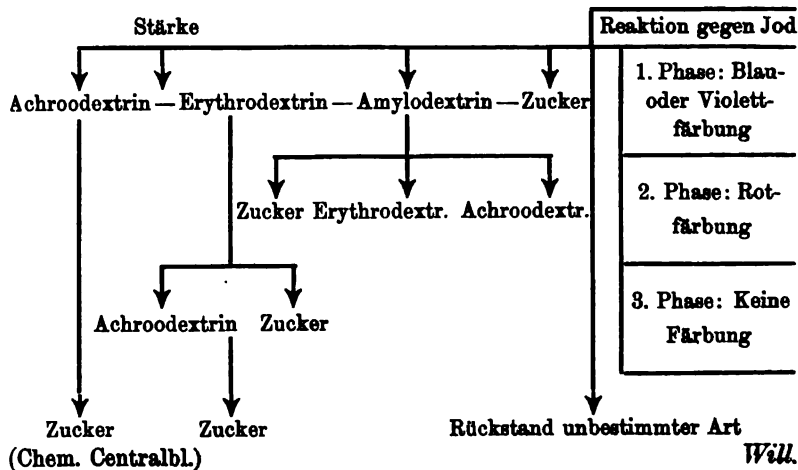 Stärke
Reaktion gegen Jod
Achroodextrin — Erythrodextrin — Amylodextrin — Zucker
1. Phase: Blau-
oder Violett-
färbung
Zucker Erythrodextr. Achroodextr.
2. Phase: Rot-
färbung
Achroodextrin Zucker
3. Phase: Keine
Färbung
Zucker Zucker Rückstand unbestimmter Art
(Chem. Centralbl.) Will.